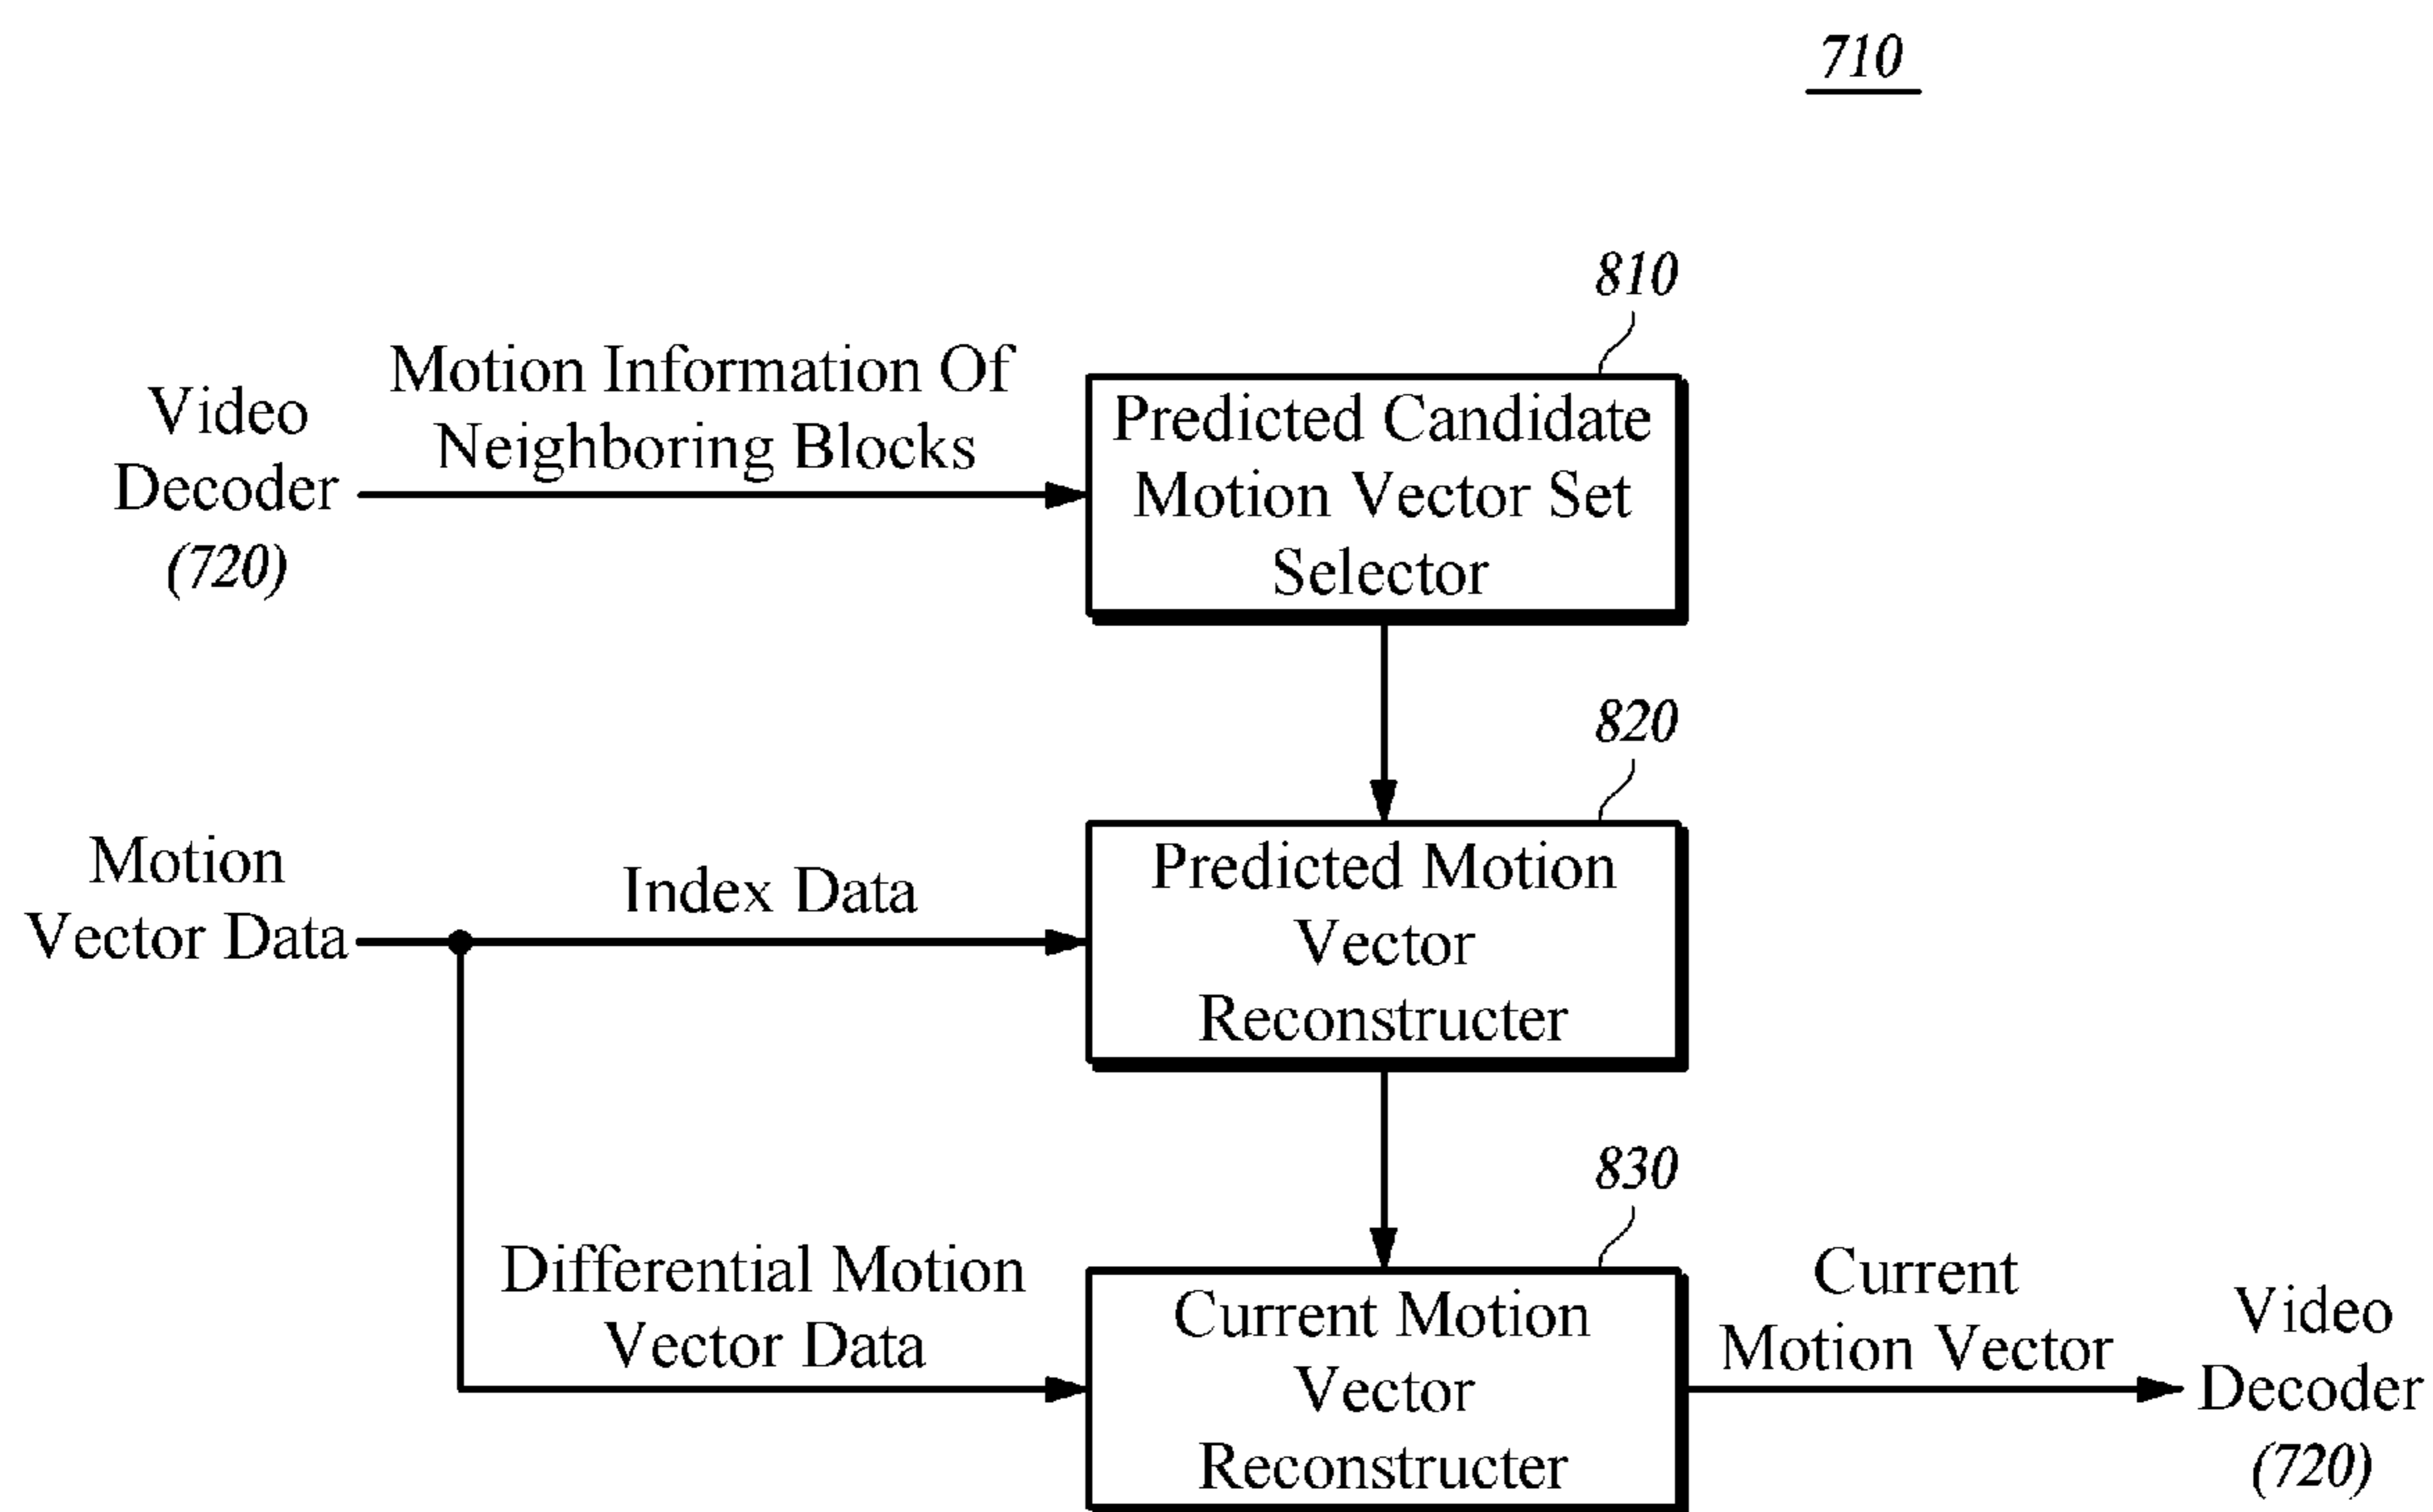 710
810
Motion Information Of
Neighboring Blocks
Video
Decoder
(720)
Predicted Candidate
Motion Vector Set
Selector
820
Motion
Vector Data
Index Data
Predicted Motion
Vector
Reconstructer
830
Differential Motion
Vector Data
Current Motion
Vector
Reconstructer
Current
Motion Vector
Video
Decoder
(720)